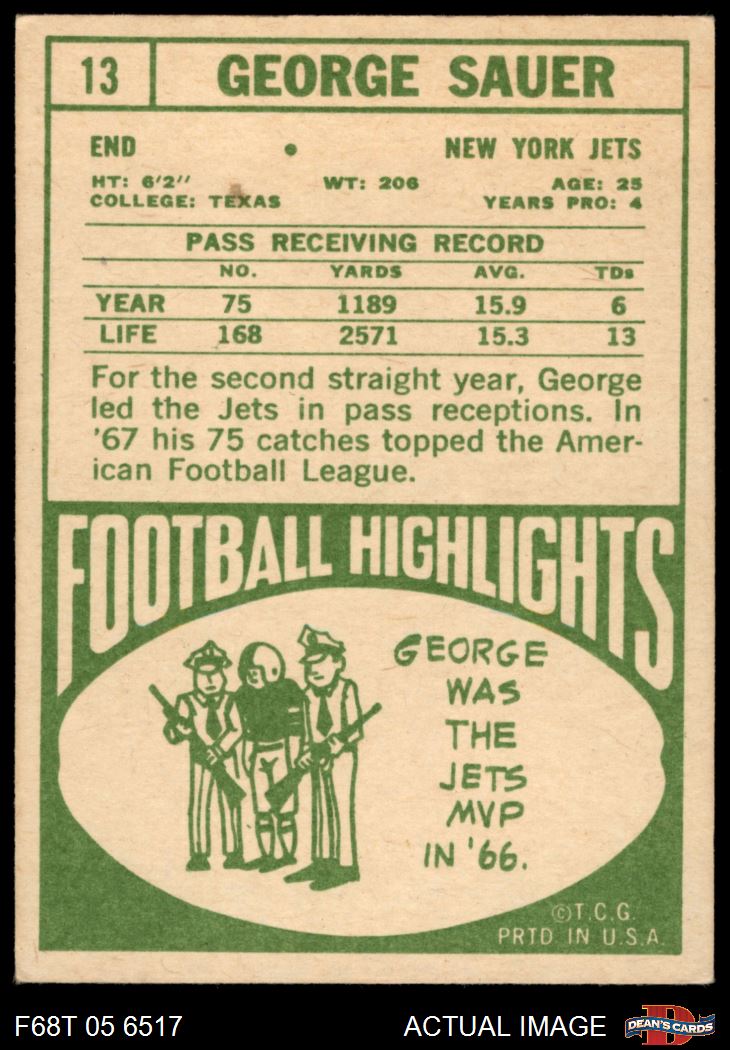 13 GEORGE SAUER
END • NEW YORK JETS
HT: 6'2" WT: 206 AGE: 25
COLLEGE: TEXAS YEARS PRO: 4
PASS RECEIVING RECORD
NO. YARDS AVG. TDs
YEAR 75 1189 15.9 6
LIFE 168 2571 15.3 13
For the second straight year, George
led the Jets in pass receptions. In
'67 his 75 catches topped the Amer-
ican Football League.
FOOTBALL HIGHLIGHTS
GEORGE
WAS
THE
JETS
MVP
IN '66.
©T.C.G.
PRTD. IN U.S.A.
F68T 05 6517 ACTUAL IMAGE D DEAN'S CARDS